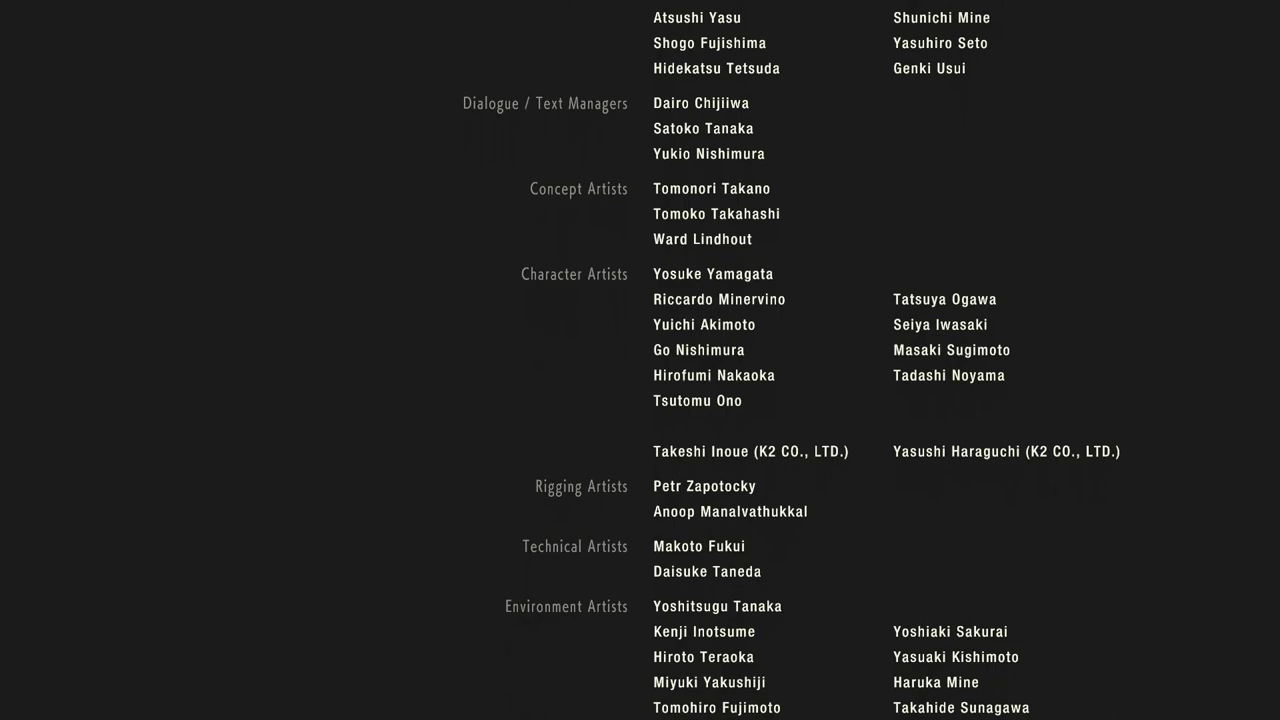 Atsushi Yasu Shunichi Mine
Shogo Fujishima Yasuhiro Seto
Hidekatsu Tetsuda Genki Usui
Dialogue / Text Managers Dairo Chijiiwa
Satoko Tanaka
Yukio Nishimura
Concept Artists Tomonori Takano
Tomoko Takahashi
Ward Lindhout
Character Artists Yosuke Yamagata
Riccardo Minervino Tatsuya Ogawa
Yuichi Akimoto Seiya Iwasaki
Go Nishimura Masaki Sugimoto
Hirofumi Nakaoka Tadashi Noyama
Tsutomu Ono
Takeshi Inoue (K2 CO., LTD.) Yasushi Haraguchi (K2 CO., LTD.)
Rigging Artists Petr Zapotocky
Anoop Manalvathukkal
Technical Artists Makoto Fukui
Daisuke Taneda
Environment Artists Yoshitsugu Tanaka
Kenji Inotsume Yoshiaki Sakurai
Hiroto Teraoka Yasuaki Kishimoto
Miyuki Yakushiji Haruka Mine
Tomohiro Fujimoto Takahide Sunagawa